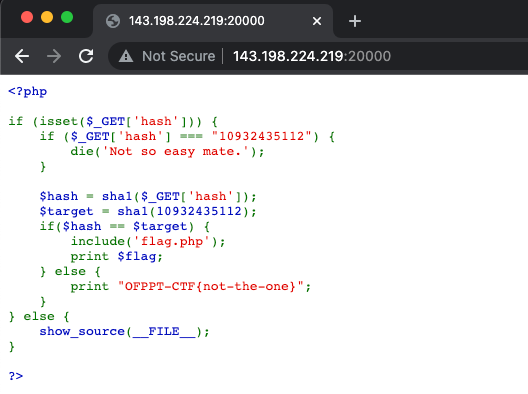 143.198.224.219:20000
Not Secure
143.198.224.219:20000
<?php
if (isset($_GET['hash'])) {
    if ($_GET['hash'] === "10932435112") {
        die('Not so easy mate.');
    }
    $hash = sha1($_GET['hash']);
    $target = sha1(10932435112);
    if($hash == $target) {
        include('flag.php');
        print $flag;
    } else {
        print "OFPPT-CTF{not-the-one}";
    }
} else {
    show_source(__FILE__);
}
?>